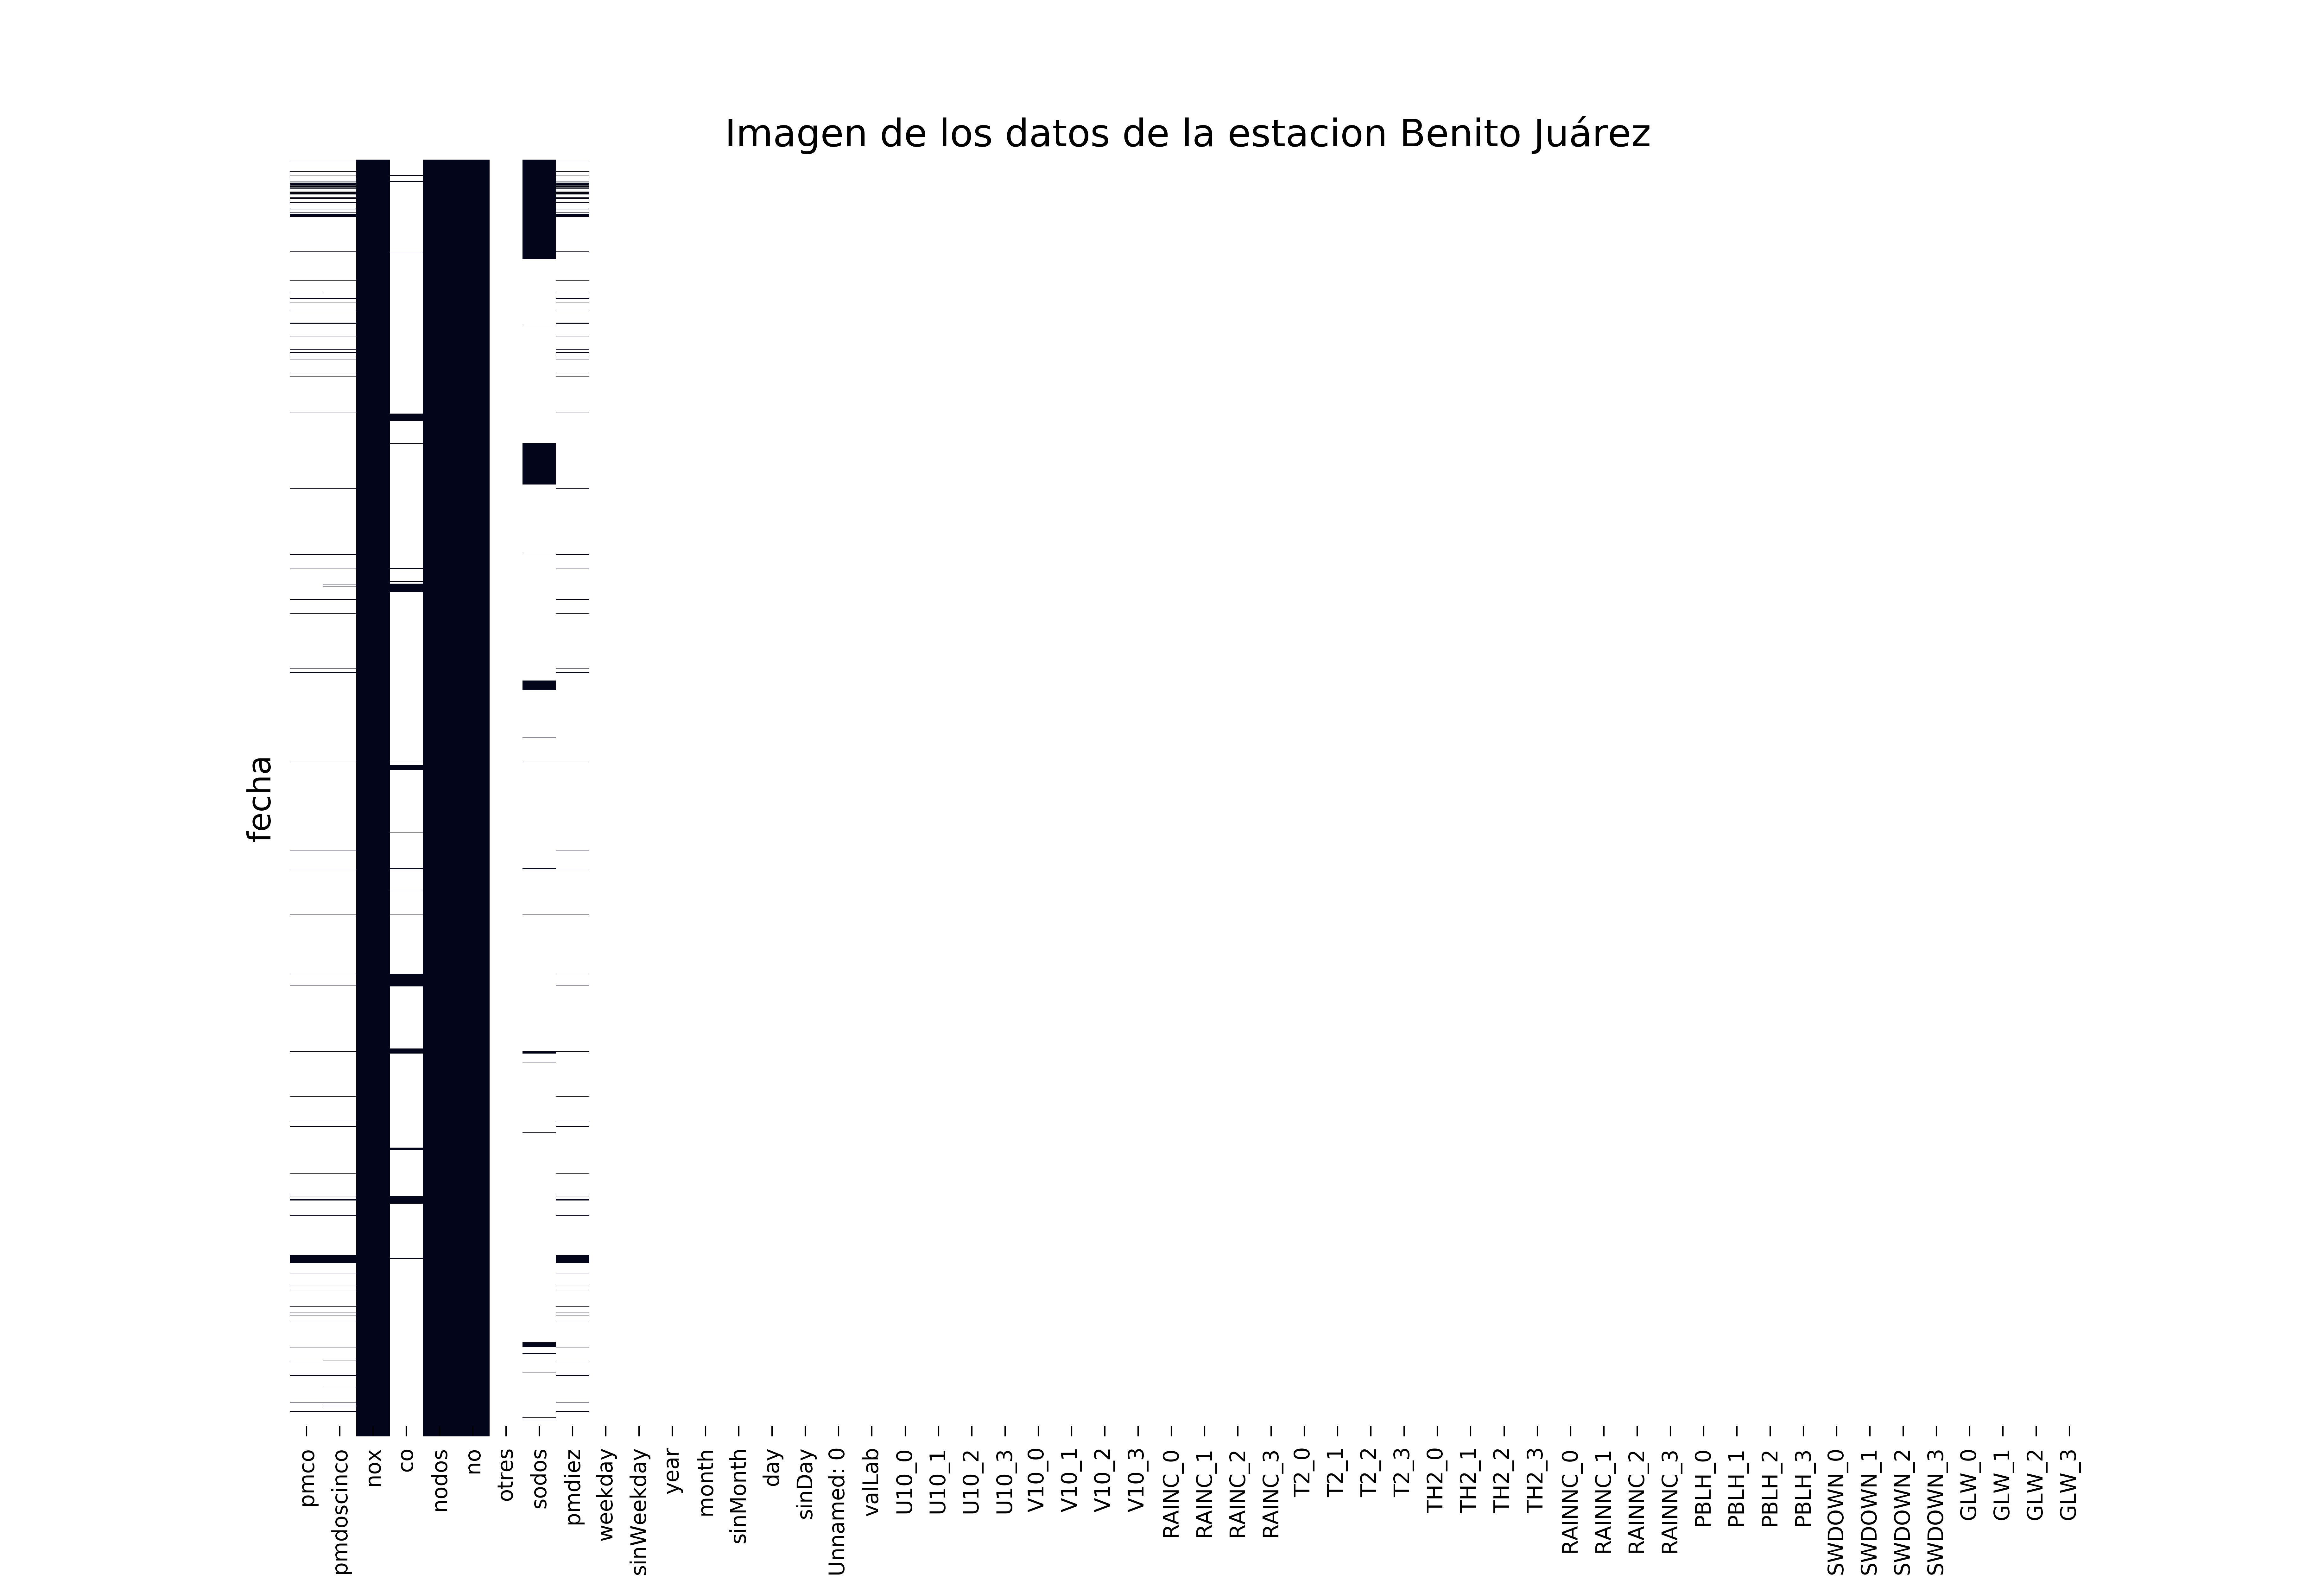 Imagen de los datos de la estacion Benito Juárez
fecha
pmco
pmdoscinco
nox
co
nodos
no
otres
sodos
pmdiez
weekday
sinWeekday
year
month
sinMonth
day
sinDay
Unnamed: 0
valLab
U10_0
U10_1
U10_2
U10_3
V10_0
V10_1
V10_2
V10_3
RAINC_0
RAINC_1
RAINC_2
RAINC_3
T2_0
T2_1
T2_2
T2_3
TH2_0
TH2_1
TH2_2
TH2_3
RAINNC_0
RAINNC_1
RAINNC_2
RAINNC_3
PBLH_0
PBLH_1
PBLH_2
PBLH_3
SWDOWN_0
SWDOWN_1
SWDOWN_2
SWDOWN_3
GLW_0
GLW_1
GLW_2
GLW_3